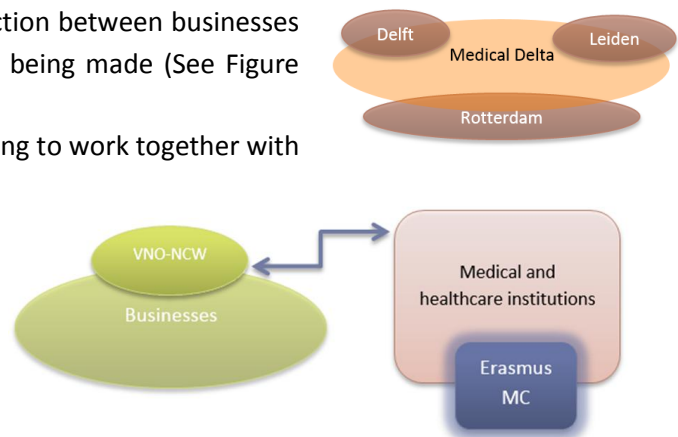 ction between businesses
being made (See Figure
ng to work together with
Delft
Leiden
Medical Delta
Rotterdam
VNO-NCW
Businesses
Medical and
healthcare institutions
Erasmus
MC